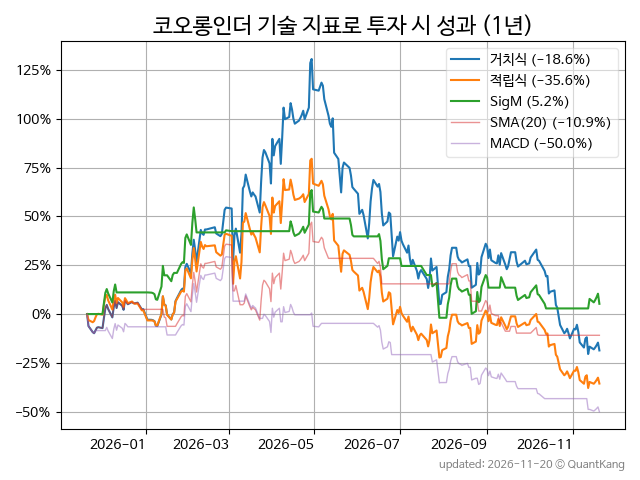 코오롱인더 기술 지표로 투자 시 성과 (1년)
거치식 (−18.6%)
적립식 (−35.6%)
SigM (5.2%)
SMA(20) (−10.9%)
MACD (−50.0%)
125%
100%
75%
50%
25%
0%
−25%
−50%
2026-01 2026-03 2026-05 2026-07 2026-09 2026-11
updated: 2026-11-20 © QuantKang